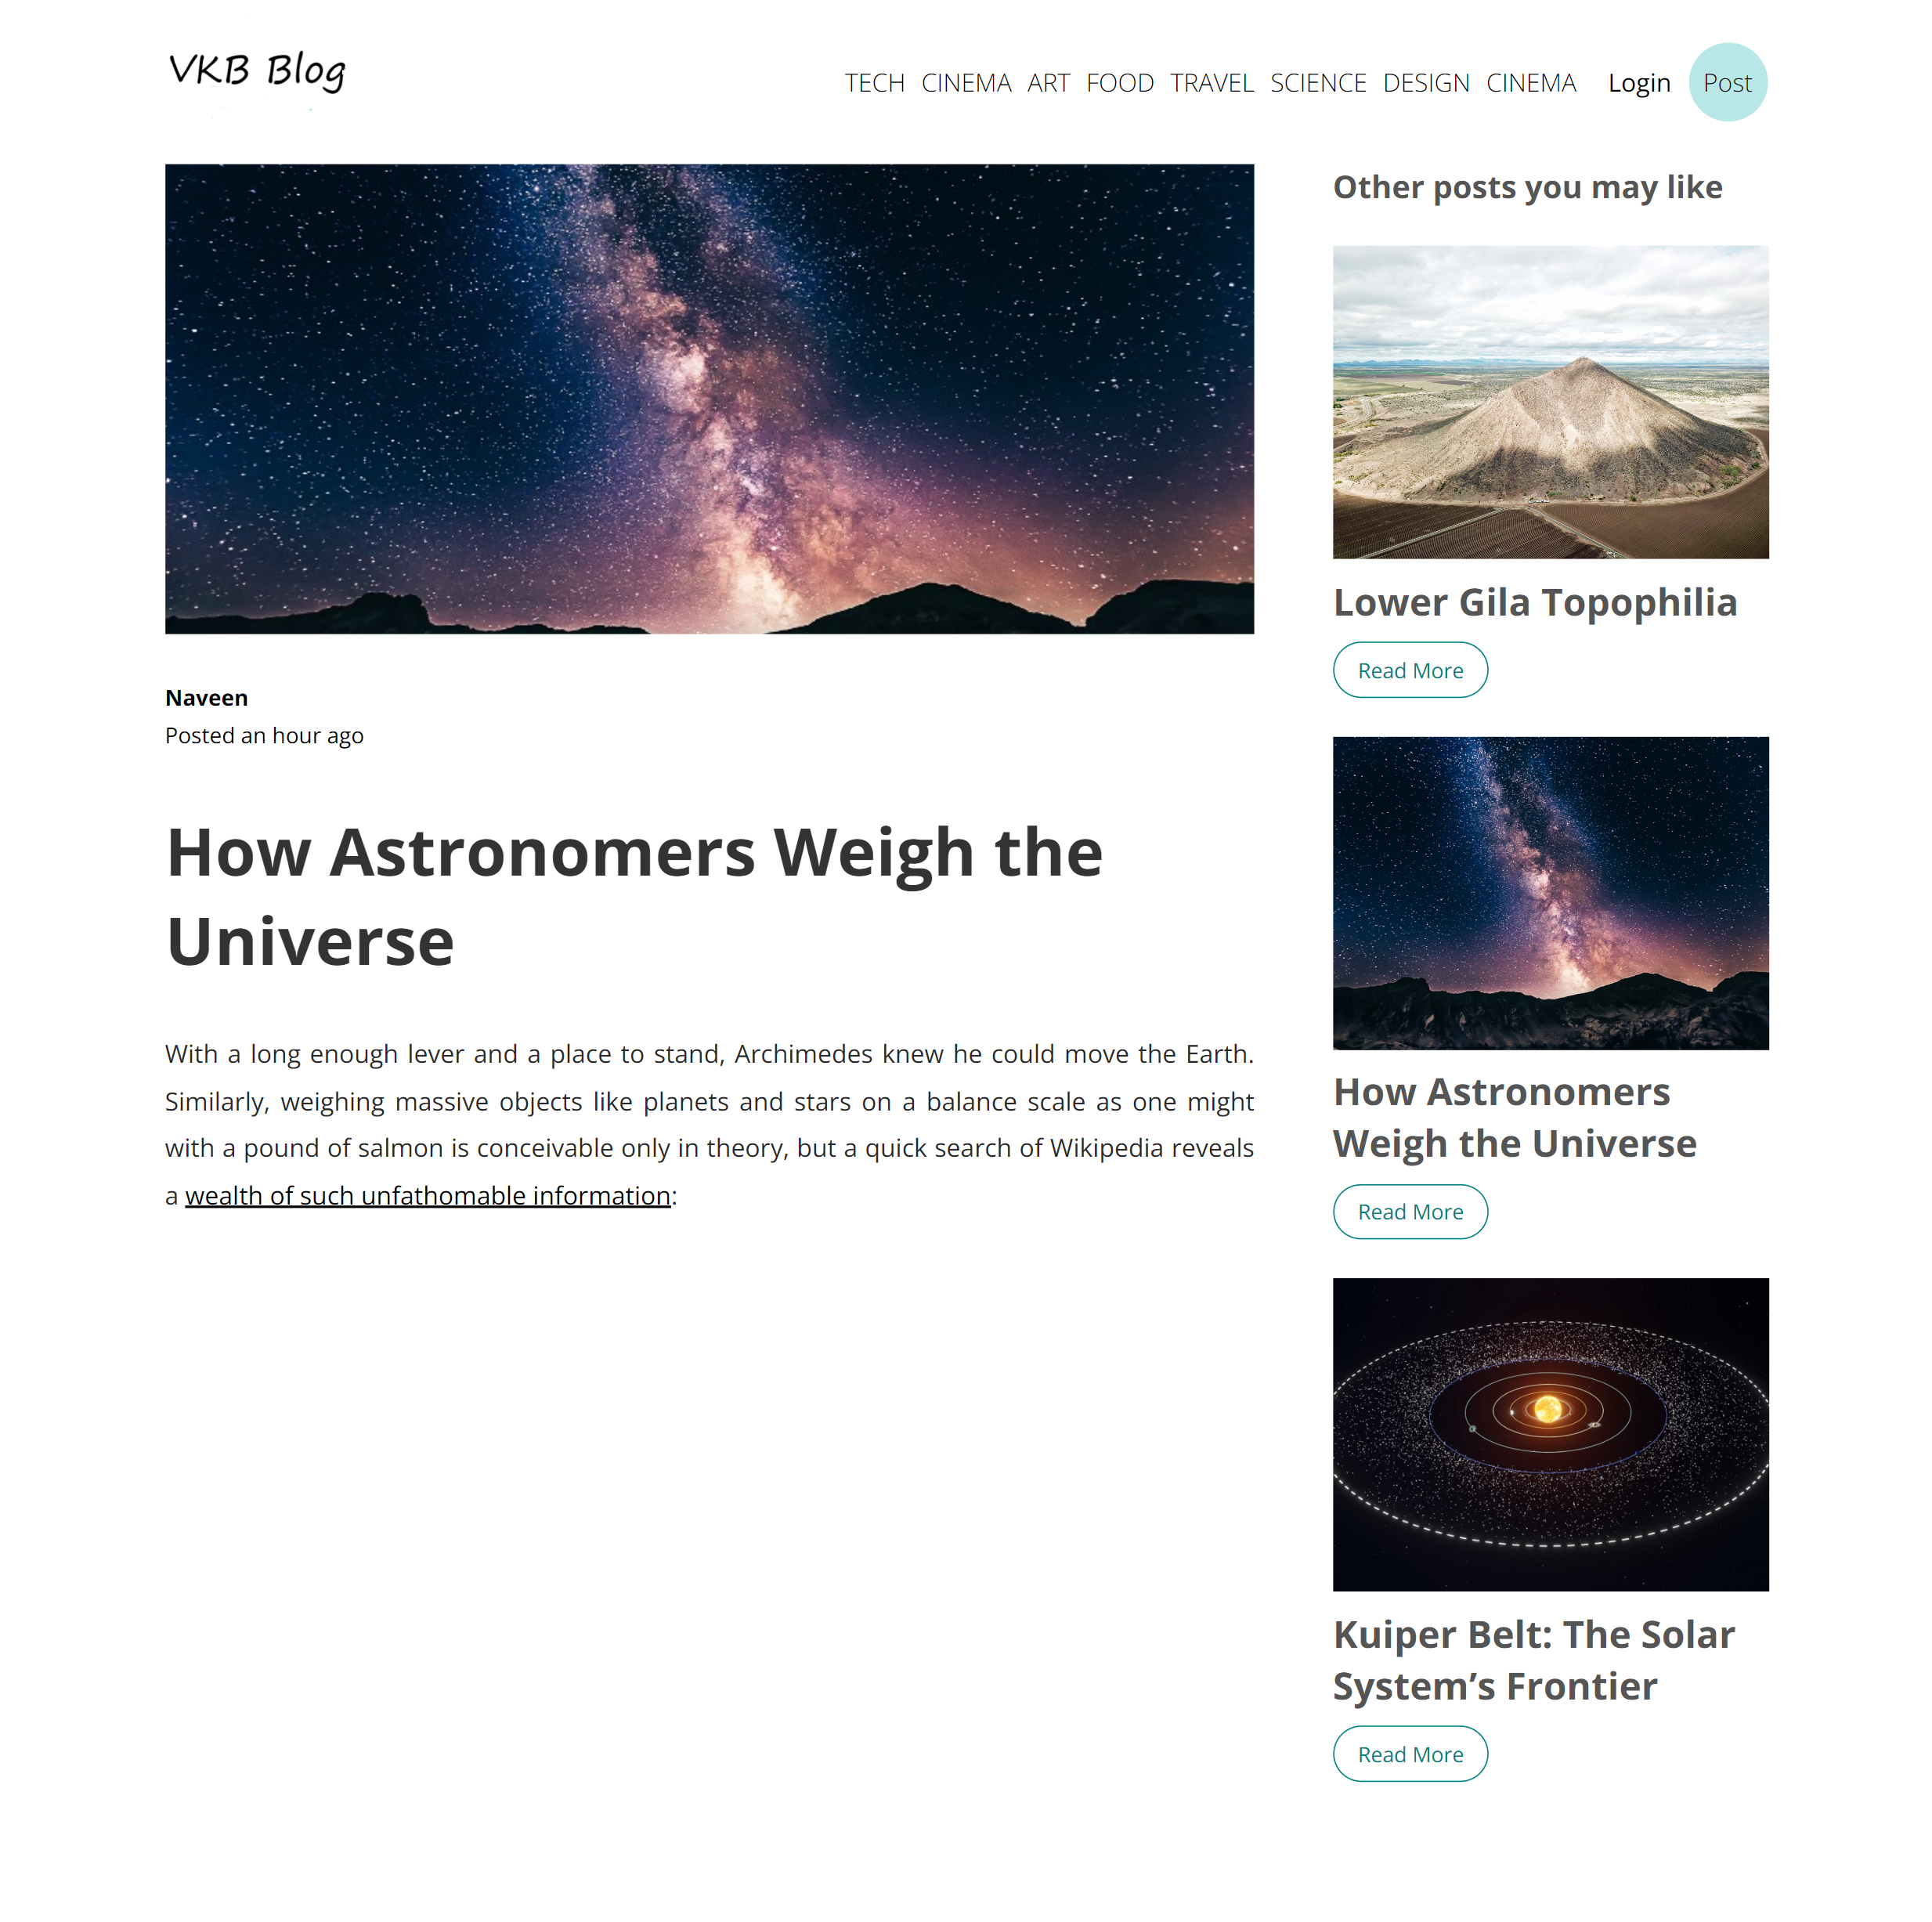 VKB Blog
TECH CINEMA ART FOOD TRAVEL SCIENCE DESIGN CINEMA Login Post
Naveen
Posted an hour ago
How Astronomers Weigh the
Universe
With a long enough lever and a place to stand, Archimedes knew he could move the Earth.
Similarly, weighing massive objects like planets and stars on a balance scale as one might
with a pound of salmon is conceivable only in theory, but a quick search of Wikipedia reveals
a wealth of such unfathomable information:
Other posts you may like
Lower Gila Topophilia
Read More
How Astronomers
Weigh the Universe
Read More
Kuiper Belt: The Solar
System’s Frontier
Read More